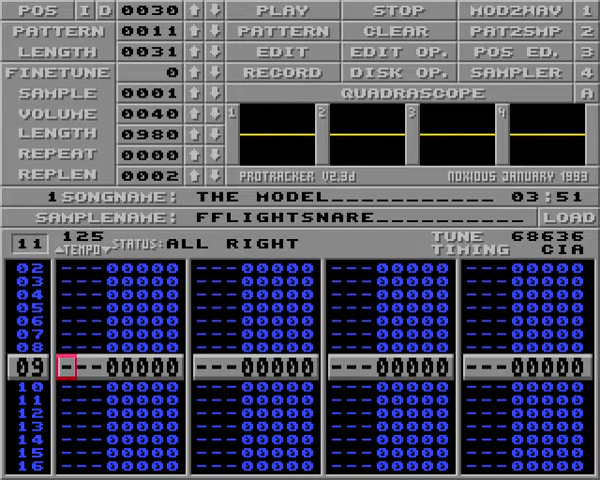 POS I D 0030 PLAY STOP MOD2WAV 1
PATTERN 0011 PATTERN CLEAR PAT2SMP 2
LENGTH 0031 EDIT EDIT OP. POS ED. 3
FINETUNE 0 RECORD DISK OP. SAMPLER 4
SAMPLE 0001 QUADRASCOPE A
VOLUME 0040 1 2 3 4
LENGTH 0980
REPEAT 0000
REPLEN 0002 PROTRACKER V2.3d NOXIOUS JANUARY 1993
1 SONGNAME: THE MODEL___________ 03:51
SAMPLENAME: FFLIGHTSNARE__________ LOAD
11 125 TEMPO STATUS: ALL RIGHT TUNE 68636
TIMING CIA
02 ---00000 ---00000 ---00000 ---00000
03 ---00000 ---00000 ---00000 ---00000
04 ---00000 ---00000 ---00000 ---00000
05 ---00000 ---00000 ---00000 ---00000
06 ---00000 ---00000 ---00000 ---00000
07 ---00000 ---00000 ---00000 ---00000
08 ---00000 ---00000 ---00000 ---00000
09 ---00000 ---00000 ---00000 ---00000
10 ---00000 ---00000 ---00000 ---00000
11 ---00000 ---00000 ---00000 ---00000
12 ---00000 ---00000 ---00000 ---00000
13 ---00000 ---00000 ---00000 ---00000
14 ---00000 ---00000 ---00000 ---00000
15 ---00000 ---00000 ---00000 ---00000
16 ---00000 ---00000 ---00000 ---00000